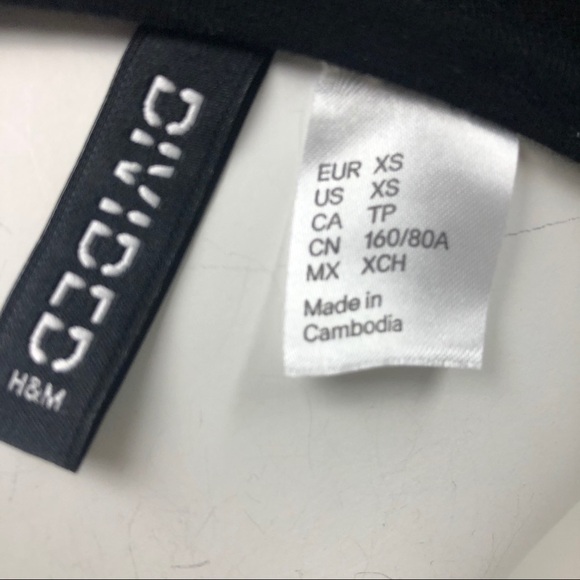 DIVIDED
H&M
EUR XS
US XS
CA TP
CN 160/80A
MX XCH
Made in
Cambodia